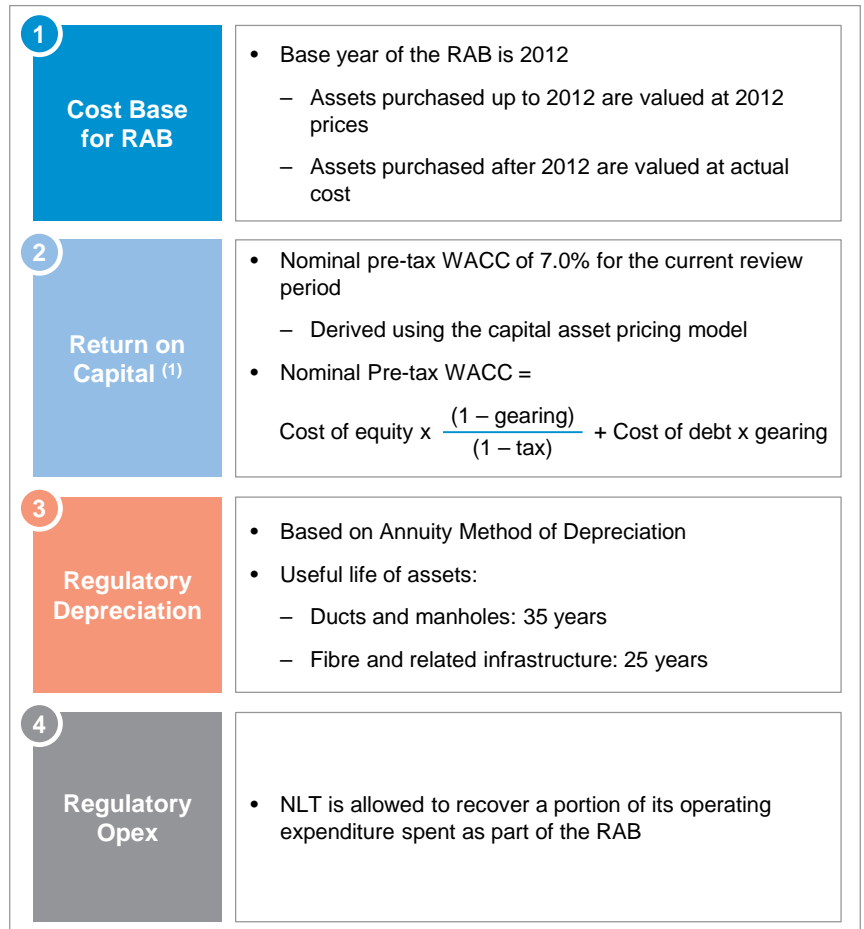 1
Cost Base
for RAB
• Base year of the RAB is 2012
– Assets purchased up to 2012 are valued at 2012
prices
– Assets purchased after 2012 are valued at actual
cost
2
Return on
Capital (1)
• Nominal pre-tax WACC of 7.0% for the current review
period
– Derived using the capital asset pricing model
• Nominal Pre-tax WACC =
(1 – gearing)
Cost of equity x + Cost of debt x gearing
(1 – tax)
3
Regulatory
Depreciation
• Based on Annuity Method of Depreciation
• Useful life of assets:
– Ducts and manholes: 35 years
– Fibre and related infrastructure: 25 years
4
Regulatory
Opex
• NLT is allowed to recover a portion of its operating
expenditure spent as part of the RAB